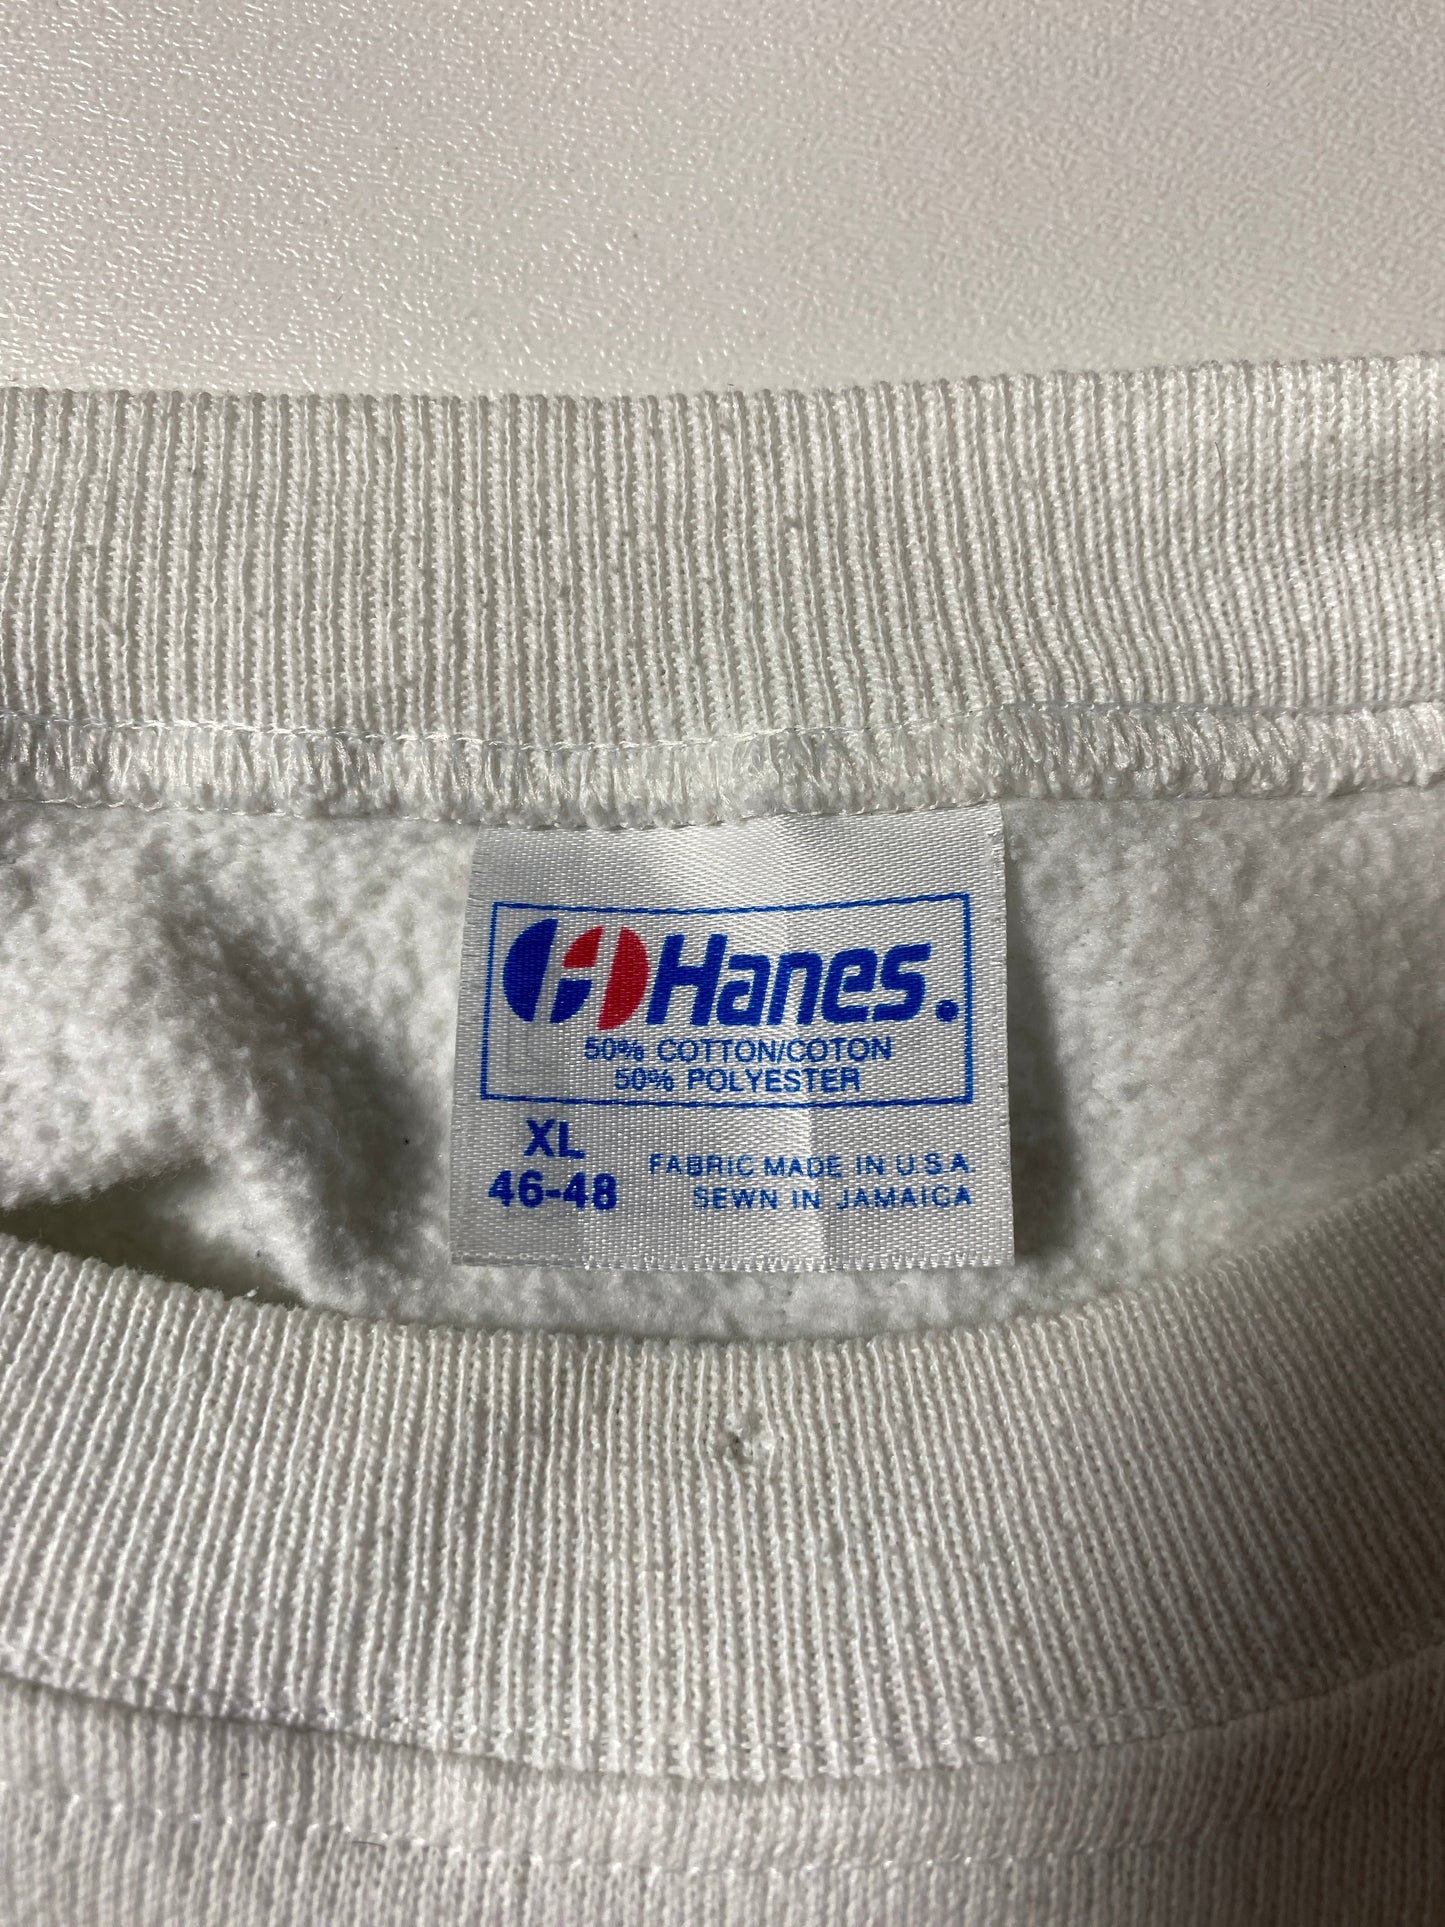 Hanes.
50% COTTON/COTON
50% POLYESTER
XL
46-48
FABRIC MADE IN U.S.A.
SEWN IN JAMAICA